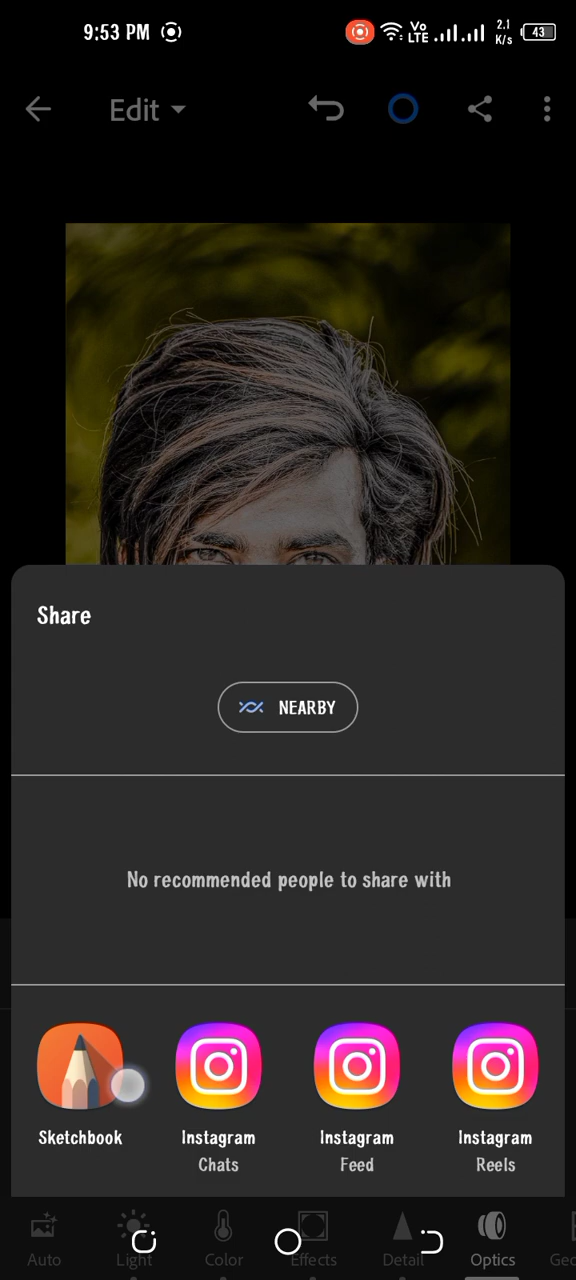 9:53 PM Vo LTE 2.1 K/s 43
Edit
Share
NEARBY
No recommended people to share with
Sketchbook Instagram Instagram Instagram
Chats Feed Reels
Auto Light Color Effects Detail Optics Geo